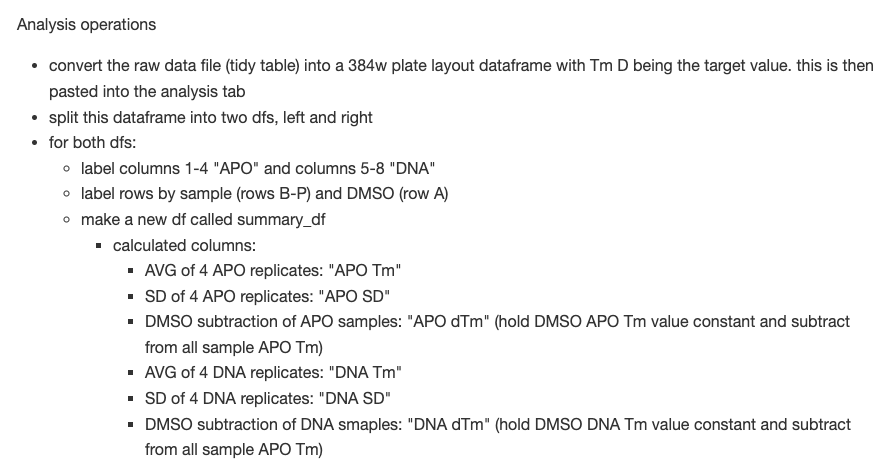 Analysis operations
• convert the raw data file (tidy table) into a 384w plate layout dataframe with Tm D being the target value. this is then
pasted into the analysis tab
• split this dataframe into two dfs, left and right
• for both dfs:
◦ label columns 1-4 "APO" and columns 5-8 "DNA"
◦ label rows by sample (rows B-P) and DMSO (row A)
◦ make a new df called summary_df
▪ calculated columns:
▪ AVG of 4 APO replicates: "APO Tm"
▪ SD of 4 APO replicates: "APO SD"
▪ DMSO subtraction of APO samples: "APO dTm" (hold DMSO APO Tm value constant and subtract
from all sample APO Tm)
▪ AVG of 4 DNA replicates: "DNA Tm"
▪ SD of 4 DNA replicates: "DNA SD"
▪ DMSO subtraction of DNA smaples: "DNA dTm" (hold DMSO DNA Tm value constant and subtract
from all sample APO Tm)